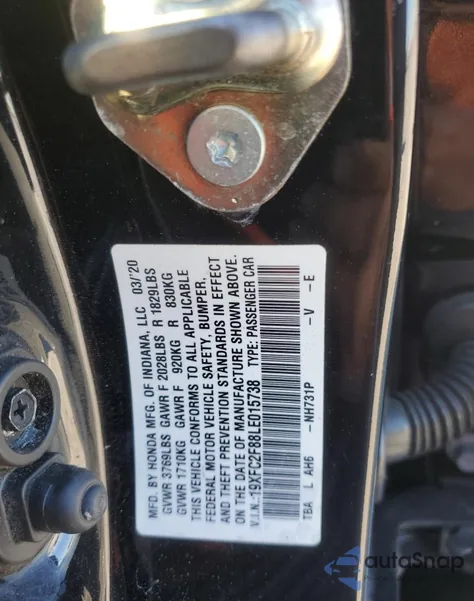 MFD. BY HONDA MFG. OF INDIANA, LLC 03/'20
GVWR 3769LBS GAWR F 2028LBS R 1829LBS
GVWR 1710KG GAWR F 920KG R 830KG
THIS VEHICLE CONFORMS TO ALL APPLICABLE
FEDERAL MOTOR VEHICLE SAFETY, BUMPER,
AND THEFT PREVENTION STANDARDS IN EFFECT
ON THE DATE OF MANUFACTURE SHOWN ABOVE.
V.I.N.: 19XFC2F88LE015738 TYPE: PASSENGER CAR
TBA L AH6 -NH731P -V -E
autoSnap